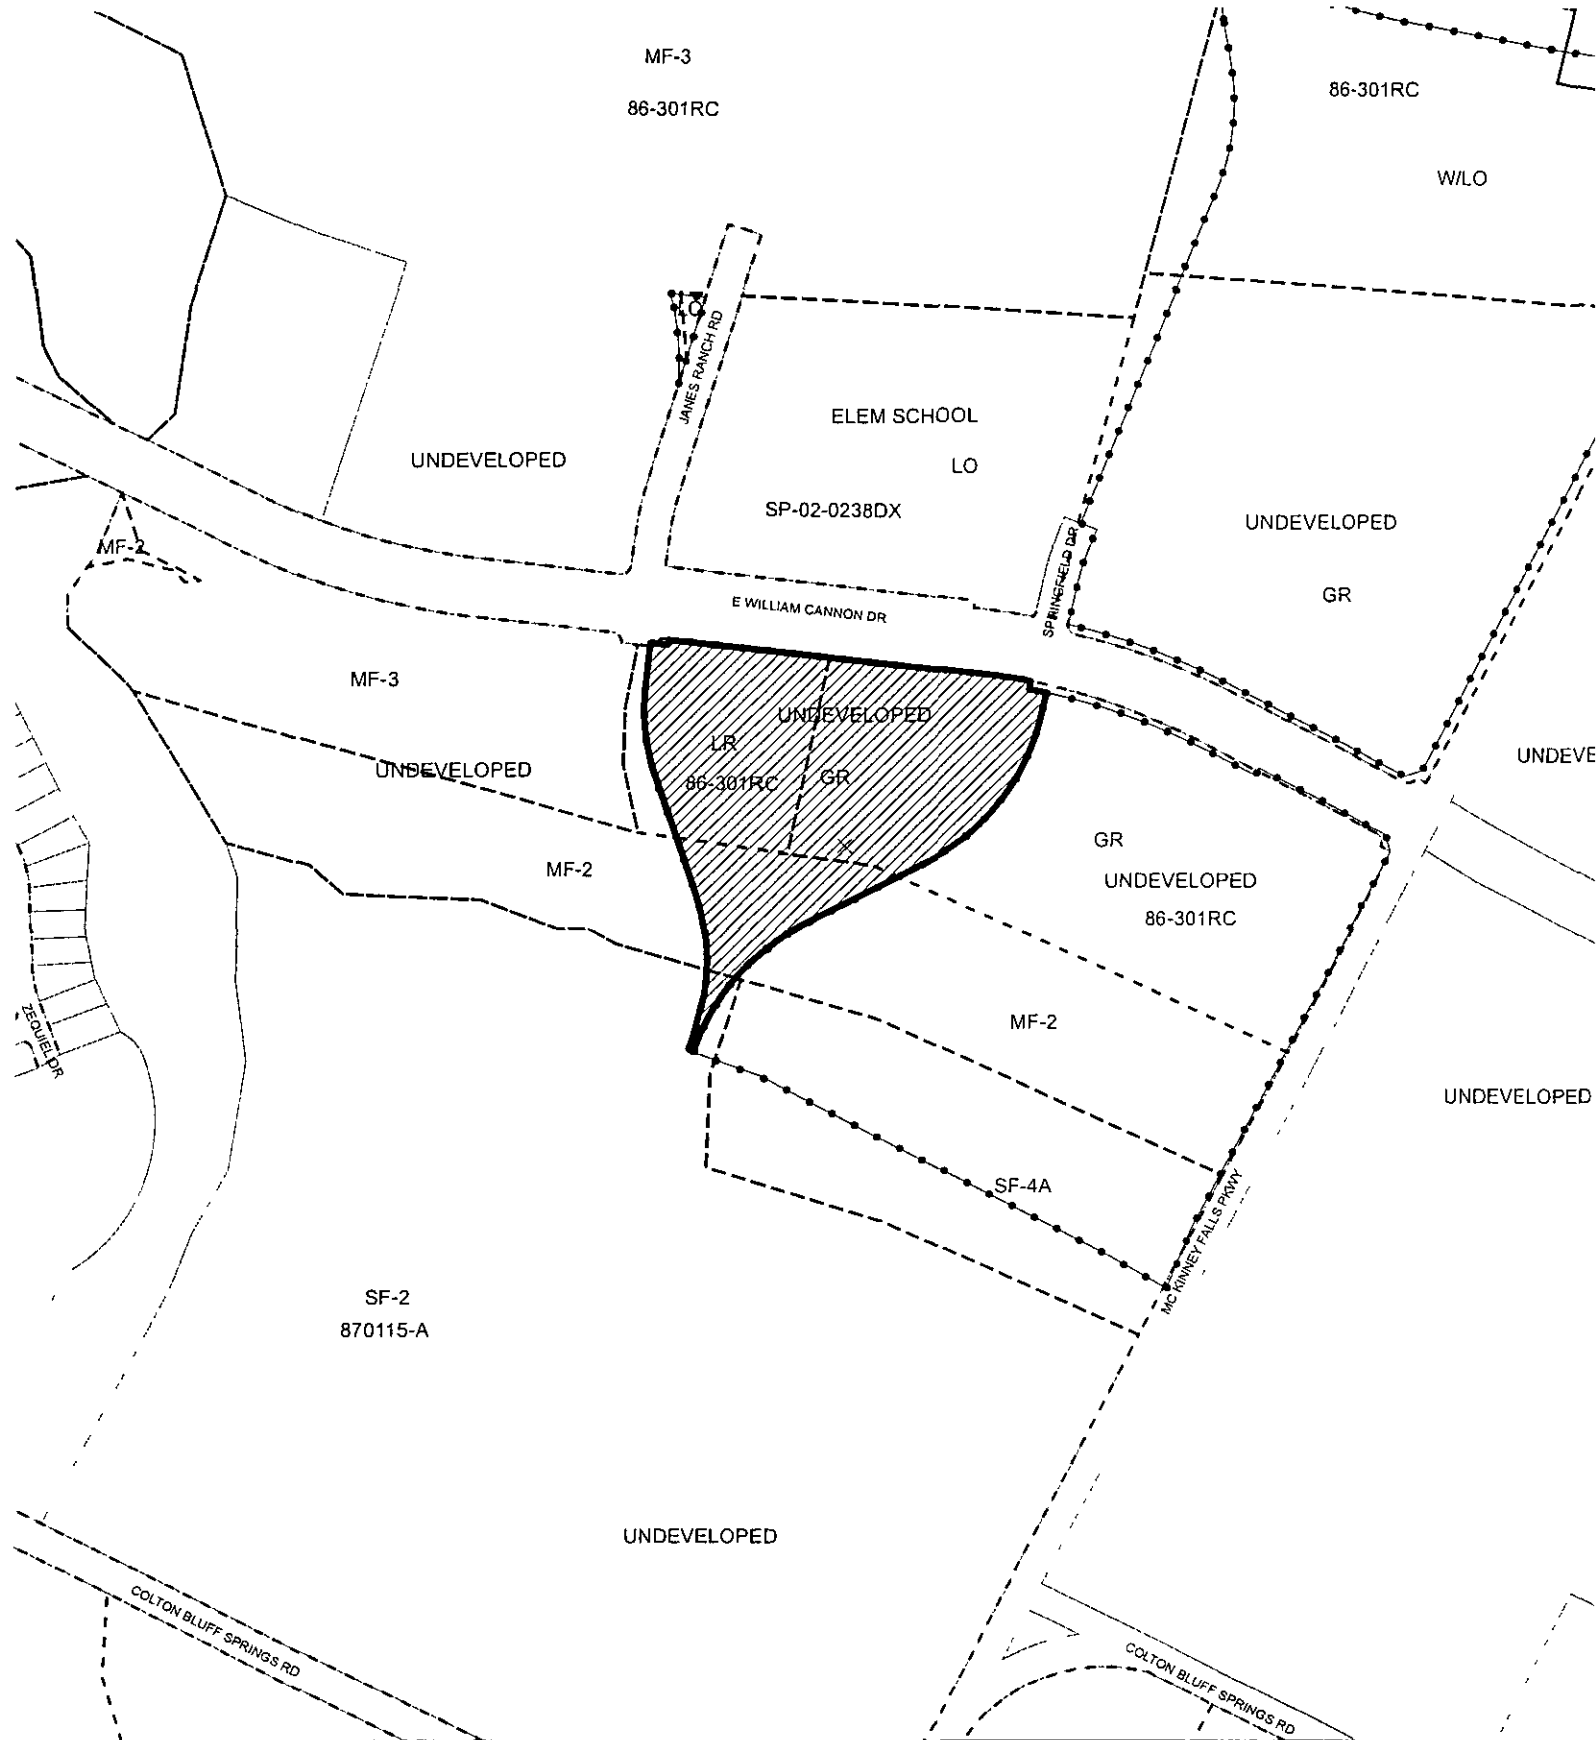 MF-3
86-301RC
86-301RC
W/LO
JANES RANCH RD
ELEM SCHOOL
LO
SP-02-0238DX
UNDEVELOPED
UNDEVELOPED
GR
MF-2
SPRINGFIELD DR
E WILLIAM CANNON DR
MF-3
UNDEVELOPED
LR
86-301RC
GR
UNDEVELOPED
UNDEVE
MF-2
GR
UNDEVELOPED
86-301RC
MF-2
ZEQUIEL DR
UNDEVELOPED
SF-4A
MC KINNEY FALLS PKWY
SF-2
870115-A
UNDEVELOPED
COLTON BLUFF SPRINGS RD
COLTON BLUFF SPRINGS RD